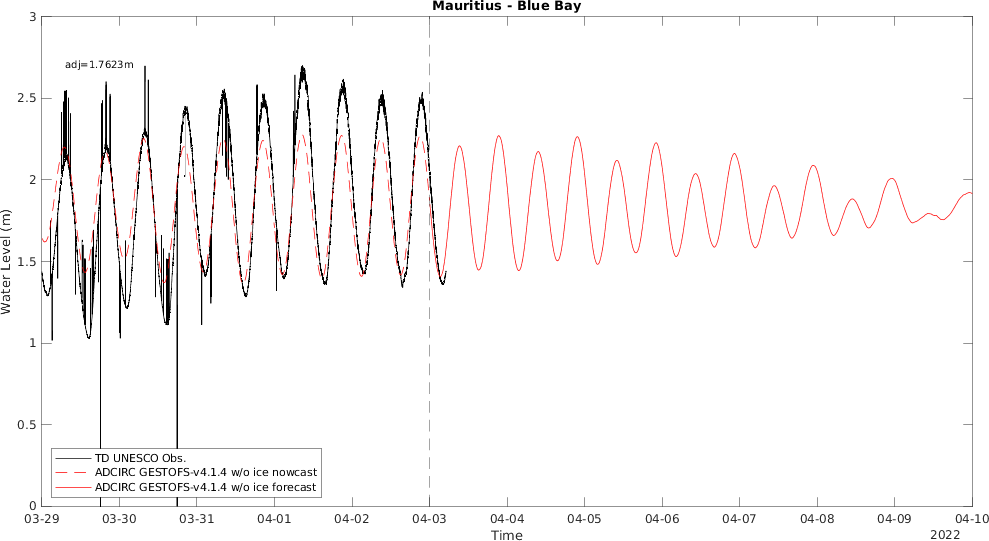 Mauritius - Blue Bay
adj=1.7623m
Water Level (m)
3
2.5
2
1.5
1
0.5
0
TD UNESCO Obs.
ADCIRC GESTOFS-v4.1.4 w/o ice nowcast
ADCIRC GESTOFS-v4.1.4 w/o ice forecast
03-29 03-30 03-31 04-01 04-02 04-03 04-04 04-05 04-06 04-07 04-08 04-09 04-10
Time
2022